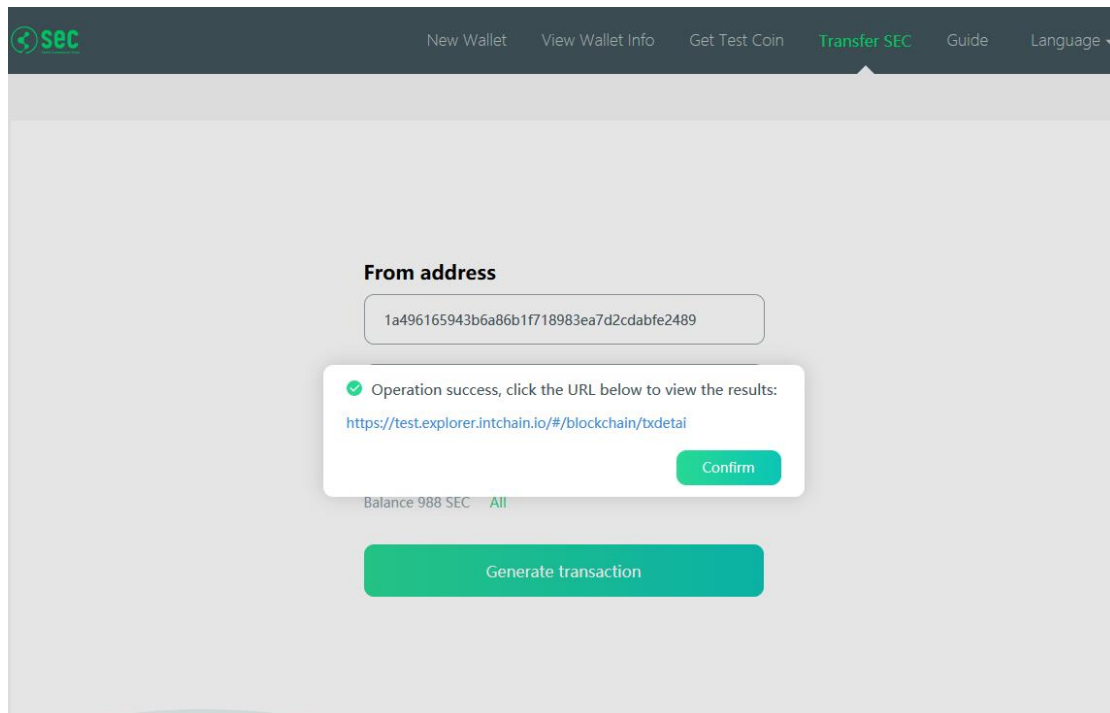 sec
New Wallet View Wallet Info Get Test Coin Transfer SEC Guide Language
From address
1a496165943b6a86b1f718983ea7d2cdabfe2489
Operation success, click the URL below to view the results:
https://test.explorer.intchain.io/#/blockchain/txdetai
Confirm
Balance 988 SEC All
Generate transaction